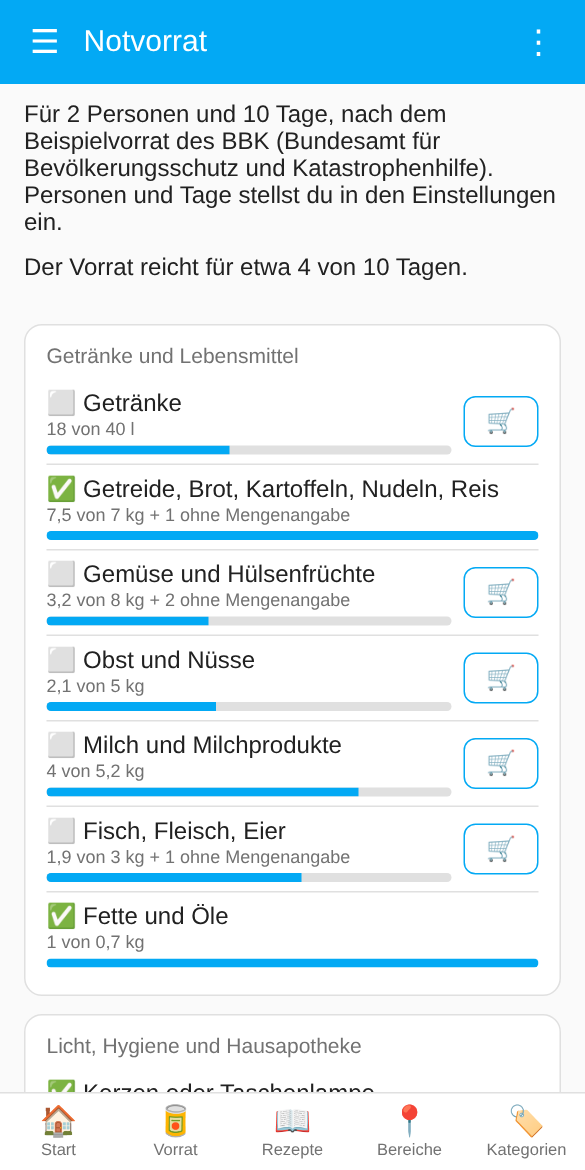 Notvorrat
Für 2 Personen und 10 Tage, nach dem
Beispielvorrat des BBK (Bundesamt für
Bevölkerungsschutz und Katastrophenhilfe).
Personen und Tage stellst du in den Einstellungen
ein.
Der Vorrat reicht für etwa 4 von 10 Tagen.
Getränke und Lebensmittel
Getränke
18 von 40 l
Getreide, Brot, Kartoffeln, Nudeln, Reis
7,5 von 7 kg + 1 ohne Mengenangabe
Gemüse und Hülsenfrüchte
3,2 von 8 kg + 2 ohne Mengenangabe
Obst und Nüsse
2,1 von 5 kg
Milch und Milchprodukte
4 von 5,2 kg
Fisch, Fleisch, Eier
1,9 von 3 kg + 1 ohne Mengenangabe
Fette und Öle
1 von 0,7 kg
Licht, Hygiene und Hausapotheke
Kerzen oder Taschenlampe
Start Vorrat Rezepte Bereiche Kategorien